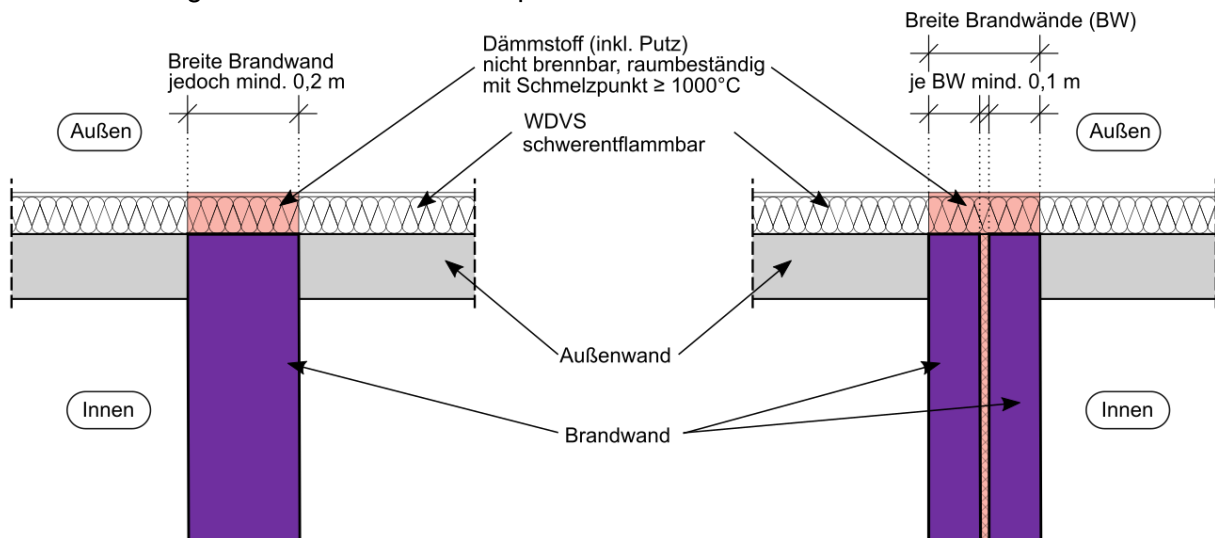 Breite Brandwand
jedoch mind. 0,2 m
Dämmstoff (inkl. Putz)
nicht brennbar, raumbeständig
mit Schmelzpunkt ≥ 1000°C
WDVS
schwerentflammbar
Breite Brandwände (BW)
je BW mind. 0,1 m
Außen
Außen
Außenwand
Innen
Brandwand
Innen